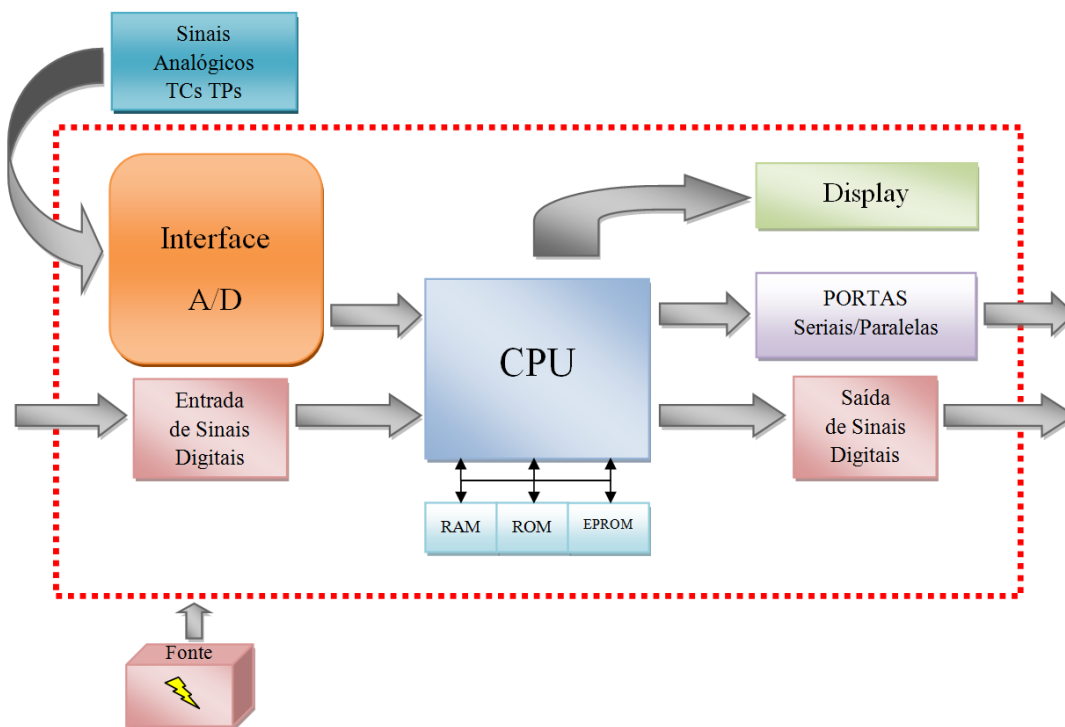 Sinais
Analógicos
TCs TPs
Interface
A/D
Display
CPU
PORTAS
Seriais/Paralelas
Entrada
de Sinais
Digitais
Saída
de Sinais
Digitais
RAM
ROM
EPROM
Fonte